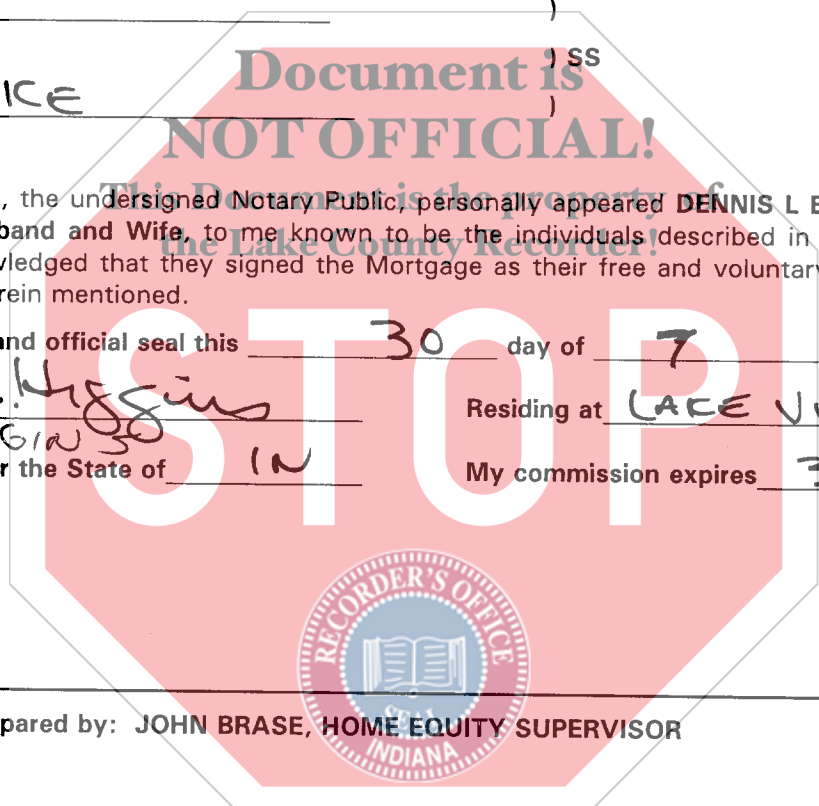 )
) SS
ICE )
Document is
NOT OFFICIAL!
This Document is the property of
the Lake County Recorder!
, the undersigned Notary Public, personally appeared DENNIS L B
band and Wife, to me known to be the individuals described in
vledged that they signed the Mortgage as their free and voluntary
rein mentioned.
nd official seal this 30 day of 7
Higgins Residing at LAKE
r the State of IN My commission expires 3
STOP
RECORDER'S OFFICE
SEAL
INDIANA
pared by: JOHN BRASE, HOME EQUITY SUPERVISOR